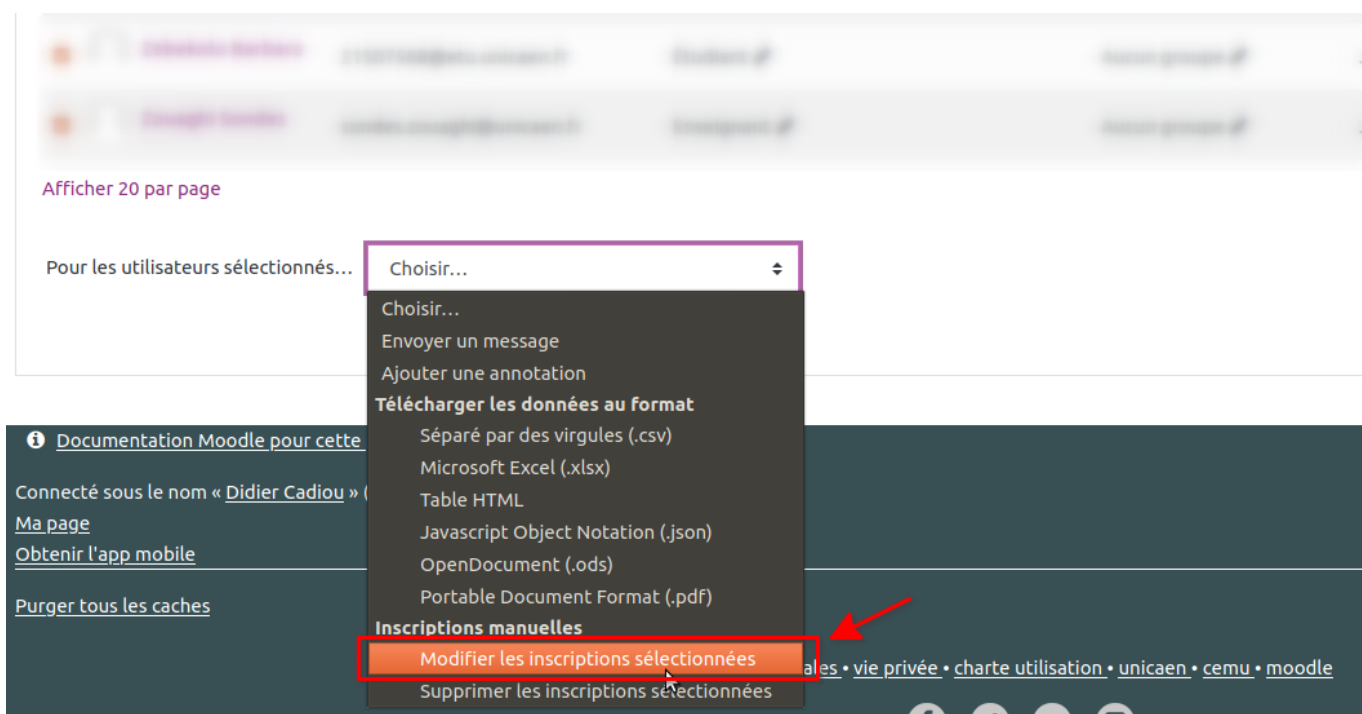 Afficher 20 par page
Pour les utilisateurs sélectionnés...
Choisir...
Choisir...
Envoyer un message
Ajouter une annotation
Télécharger les données au format
Séparé par des virgules (.csv)
Microsoft Excel (.xlsx)
Table HTML
Javascript Object Notation (.json)
OpenDocument (.ods)
Portable Document Format (.pdf)
Inscriptions manuelles
Modifier les inscriptions sélectionnées
Supprimer les inscriptions sélectionnées
Documentation Moodle pour cette
Connecté sous le nom « Didier Cadiou » (
Ma page
Obtenir l'app mobile
Purger tous les caches
ales • vie privée • charte utilisation • unicaen • cemu • moodle